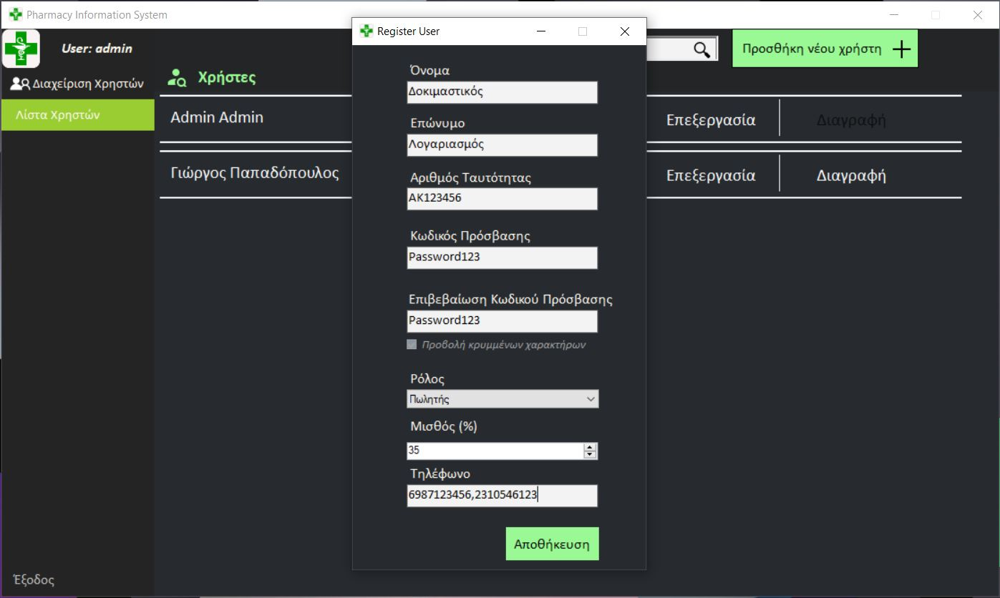 Pharmacy Information System
User: admin
Διαχείριση Χρηστών
Λίστα Χρηστών
Έξοδος
Χρήστες
Προσθήκη νέου χρήστη
Admin Admin
Επεξεργασία
Διαγραφή
Γιώργος Παπαδόπουλος
Επεξεργασία
Διαγραφή
Register User
Όνομα
Δοκιμαστικός
Επώνυμο
Λογαριασμός
Αριθμός Ταυτότητας
ΑΚ123456
Κωδικός Πρόσβασης
Password123
Επιβεβαίωση Κωδικού Πρόσβασης
Password123
Προβολή κρυμμένων χαρακτήρων
Ρόλος
Πωλητής
Μισθός (%)
35
Τηλέφωνο
6987123456,2310546123
Αποθήκευση